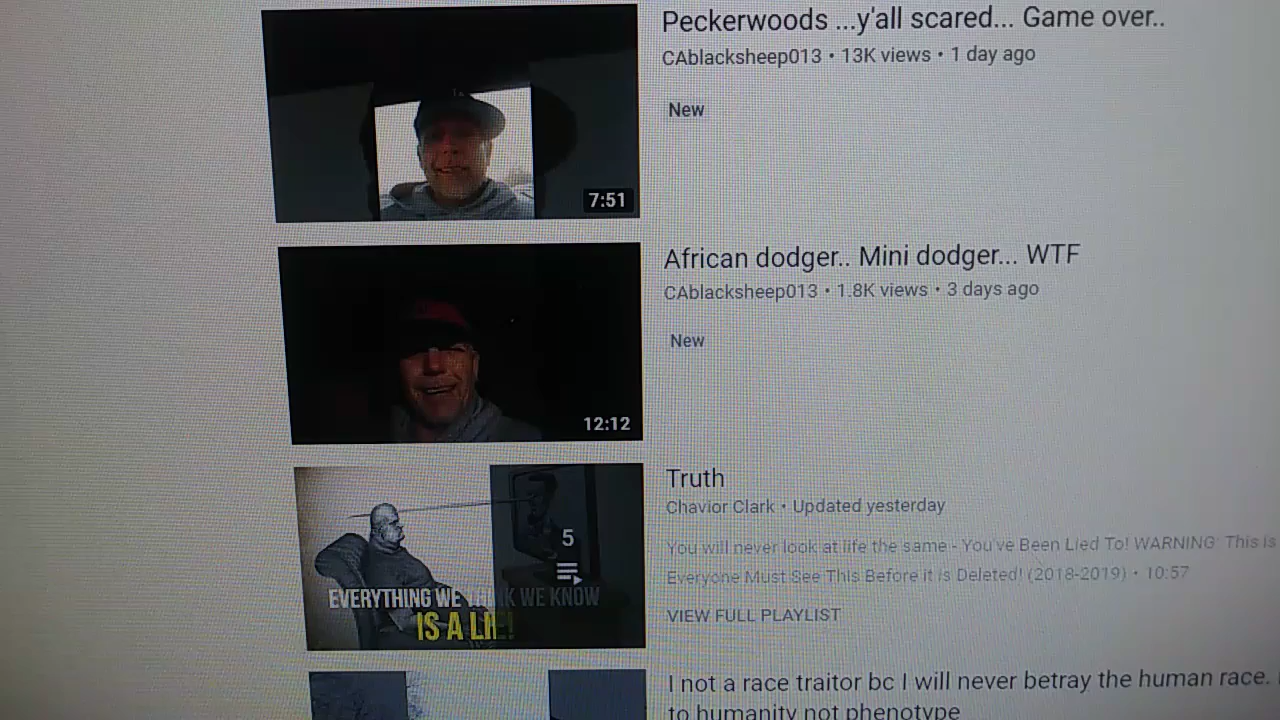 Peckerwoods ...y'all scared... Game over..
CAblacksheep013 • 13K views • 1 day ago
New
7:51
African dodger.. Mini dodger... WTF
CAblacksheep013 • 1.8K views • 3 days ago
New
12:12
Truth
Chavior Clark • Updated yesterday
5
You will never look at life the same - You've Been Lied To! WARNING This is
Everyone Must See This Before it is Deleted! (2018-2019) • 10:57
EVERYTHING WE THINK WE KNOW
IS A LIE!
VIEW FULL PLAYLIST
I not a race traitor bc I will never betray the human race.
to humanity not phenotype